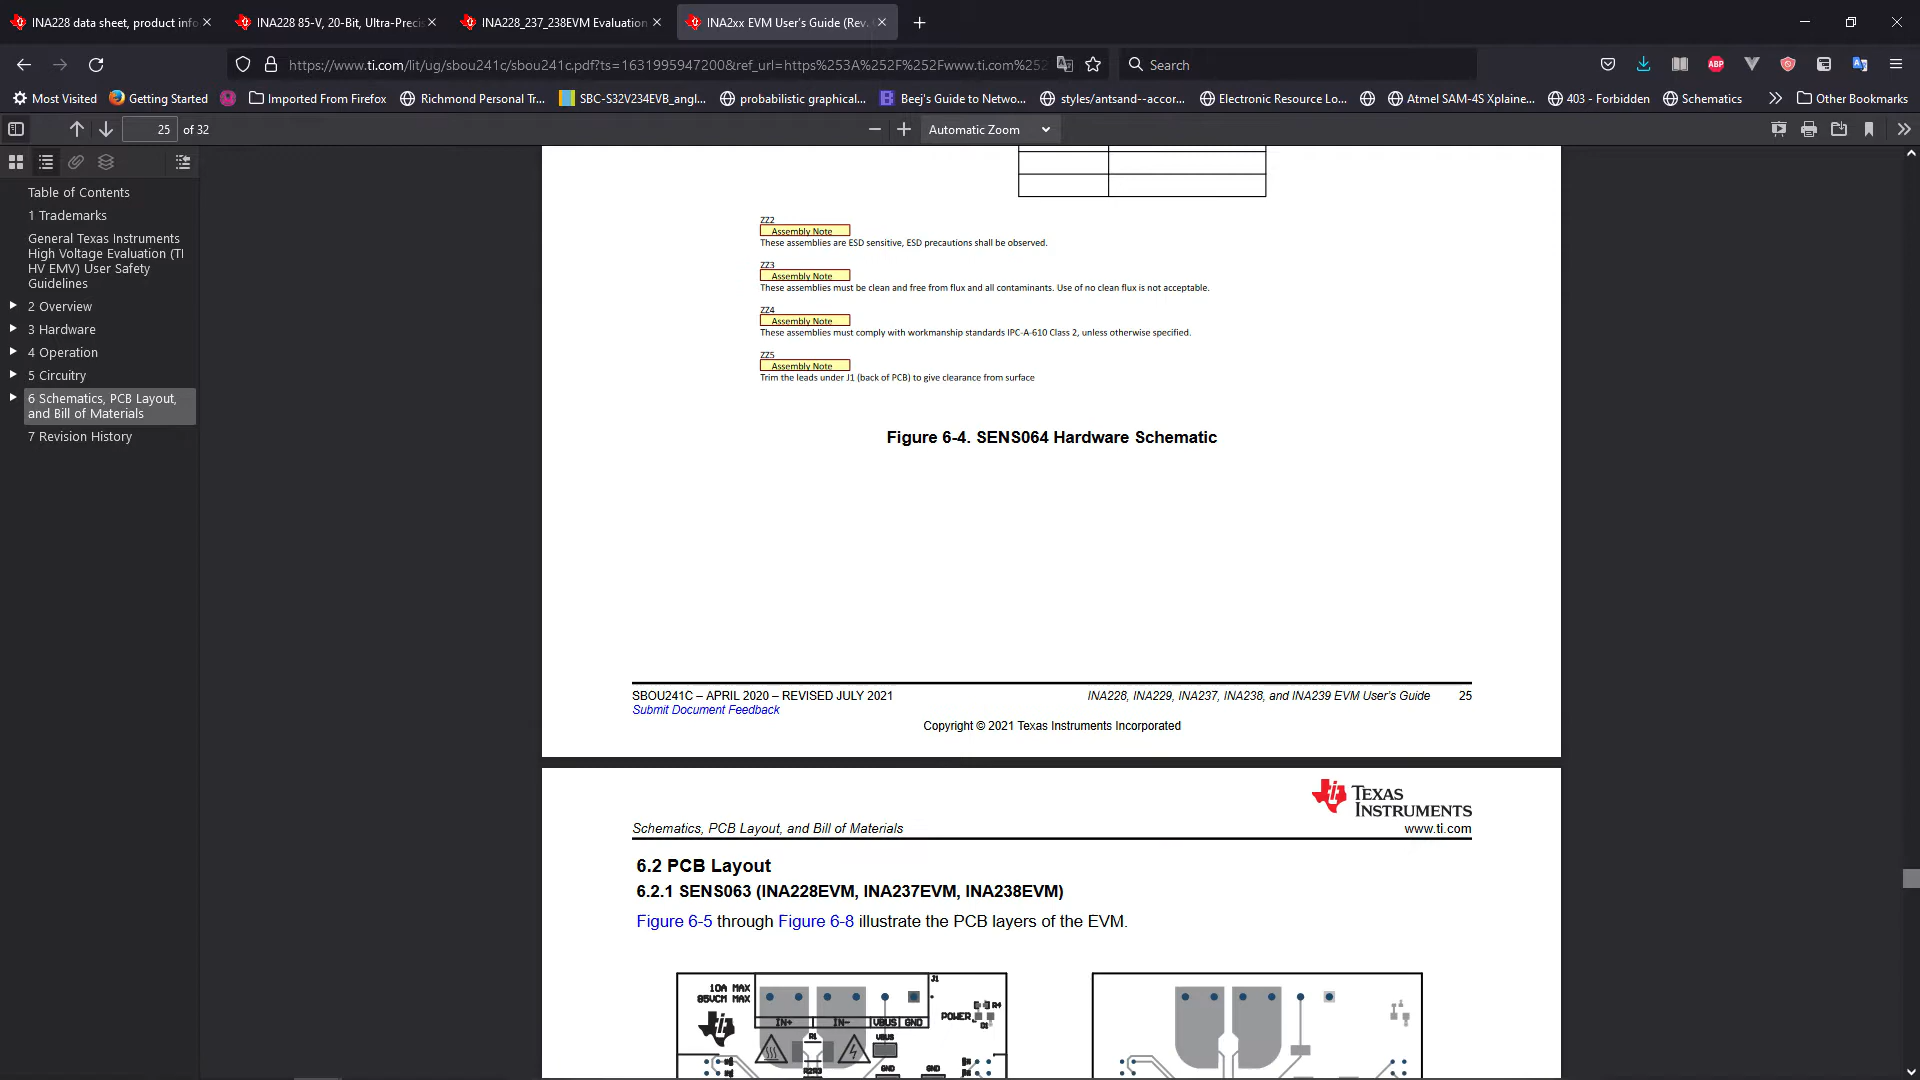 INA228 data sheet, product info
INA228 85-V, 20-Bit, Ultra-Precis
INA228_237_238EVM Evaluation
INA2xx EVM User's Guide (Rev.
https://www.ti.com/lit/ug/sbou241c/sbou241c.pdf?ts=1631995947200&ref_url=https%253A%252F%252Fwww.ti.com%252
Search
ABP
Most Visited
Getting Started
Imported From Firefox
Richmond Personal Tr...
SBC-S32V234EVB_angl...
probabilistic graphical...
Beej's Guide to Netwo...
styles/antsand--accor...
Electronic Resource Lo...
Atmel SAM-4S Xplaine...
403 - Forbidden
Schematics
Other Bookmarks
25 of 32
Automatic Zoom
Table of Contents
1 Trademarks
General Texas Instruments
High Voltage Evaluation (TI
HV EMV) User Safety
Guidelines
2 Overview
3 Hardware
4 Operation
5 Circuitry
6 Schematics, PCB Layout,
and Bill of Materials
7 Revision History
ZZ2
Assembly Note
These assemblies are ESD sensitive, ESD precautions shall be observed.
ZZ3
Assembly Note
These assemblies must be clean and free from flux and all contaminants. Use of no clean flux is not acceptable.
ZZ4
Assembly Note
These assemblies must comply with workmanship standards IPC-A-610 Class 2, unless otherwise specified.
ZZ5
Assembly Note
Trim the leads under J1 (back of PCB) to give clearance from surface
Figure 6-4. SENS064 Hardware Schematic
SBOU241C – APRIL 2020 – REVISED JULY 2021
INA228, INA229, INA237, INA238, and INA239 EVM User's Guide 25
Submit Document Feedback
Copyright © 2021 Texas Instruments Incorporated
TEXAS
INSTRUMENTS
Schematics, PCB Layout, and Bill of Materials
www.ti.com
6.2 PCB Layout
6.2.1 SENS063 (INA228EVM, INA237EVM, INA238EVM)
Figure 6-5 through Figure 6-8 illustrate the PCB layers of the EVM.
J1
10A MAX
85VCM MAX
R4
POWER
D1
IN+
IN-
VBUS
GND
R1
VBUS
R2R3
GND
GND